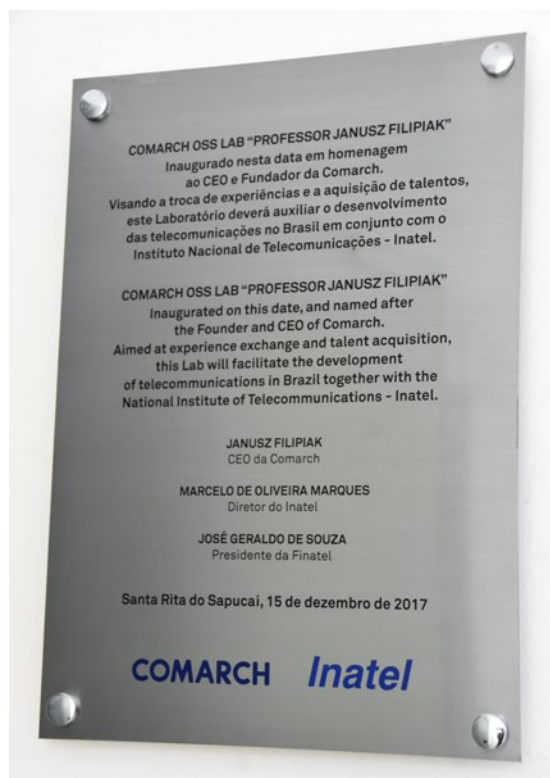 COMARCH OSS LAB “PROFESSOR JANUSZ FILIPIAK”
Inaugurado nesta data em homenagem
ao CEO e Fundador da Comarch.
Visando a troca de experiências e a aquisição de talentos,
este Laboratório deverá auxiliar o desenvolvimento
das telecomunicações no Brasil em conjunto com o
Instituto Nacional de Telecomunicações - Inatel.
COMARCH OSS LAB “PROFESSOR JANUSZ FILIPIAK”
Inaugurated on this date, and named after
the Founder and CEO of Comarch.
Aimed at experience exchange and talent acquisition,
this Lab will facilitate the development
of telecommunications in Brazil together with the
National Institute of Telecommunications - Inatel.
JANUSZ FILIPIAK
CEO da Comarch
MARCELO DE OLIVEIRA MARQUES
Diretor do Inatel
JOSÉ GERALDO DE SOUZA
Presidente da Finatel
Santa Rita do Sapucaí, 15 de dezembro de 2017
COMARCH Inatel